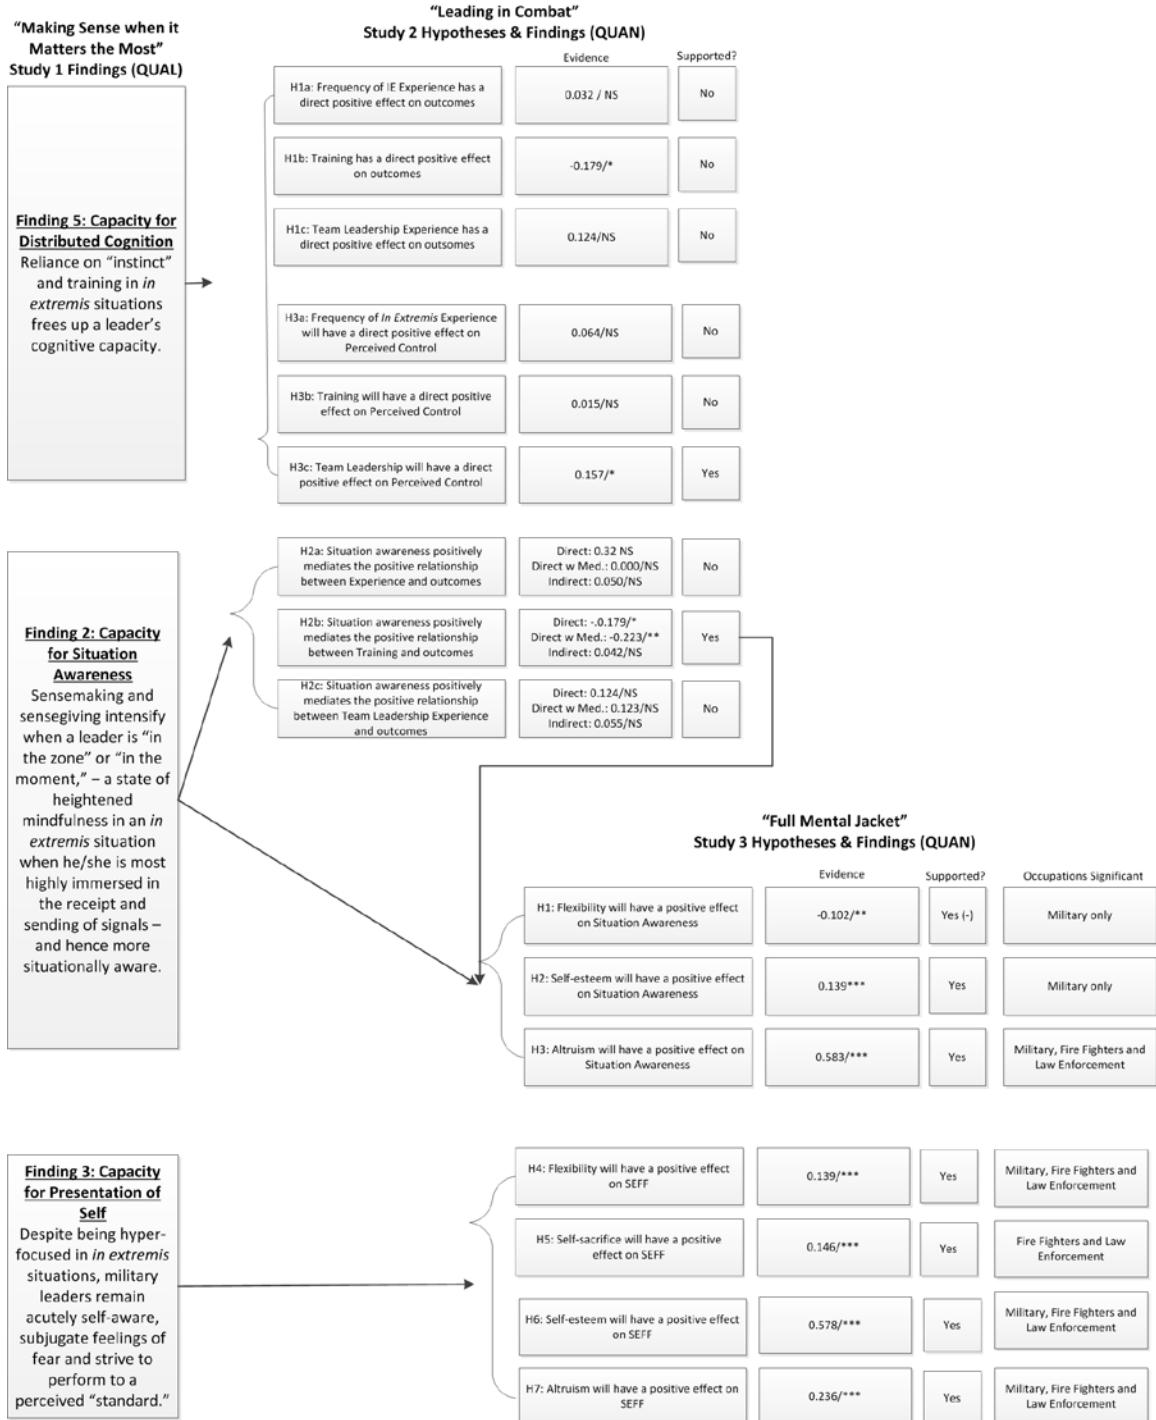 "Making Sense when it
Matters the Most"
Study 1 Findings (QUAL)
"Leading in Combat"
Study 2 Hypotheses & Findings (QUAN)
Evidence
Supported?
Finding 5: Capacity for
Distributed Cognition
Reliance on "instinct"
and training in in
extremis situations
frees up a leader's
cognitive capacity.
H1a: Frequency of IE Experience has a
direct positive effect on outcomes
0.032 / NS
No
H1b: Training has a direct positive effect
on outcomes
-0.179/*
No
H1c: Team Leadership Experience has a
direct positive effect on outsomes
0.124/NS
No
H3a: Frequency of In Extremis Experience
will have a direct positive effect on
Perceived Control
0.064/NS
No
H3b: Training will have a direct positive
effect on Perceived Control
0.015/NS
No
H3c: Team Leadership will have a direct
positive effect on Perceived Control
0.157/*
Yes
Finding 2: Capacity
for Situation
Awareness
Sensemaking and
sensegiving intensify
when a leader is "in
the zone" or "in the
moment," – a state of
heightened
mindfulness in an in
extremis situation
when he/she is most
highly immersed in
the receipt and
sending of signals –
and hence more
situationally aware.
H2a: Situation awareness positively
mediates the positive relationship
between Experience and outcomes
Direct: 0.32 NS
Direct w Med.: 0.000/NS
Indirect: 0.050/NS
No
H2b: Situation awareness positively
mediates the positive relationship
between Training and outcomes
Direct: -.0.179/*
Direct w Med.: -0.223/**
Indirect: 0.042/NS
Yes
H2c: Situation awareness positively
mediates the positive relationship
between Team Leadership Experience
and outcomes
Direct: 0.124/NS
Direct w Med.: 0.123/NS
Indirect: 0.055/NS
No
"Full Mental Jacket"
Study 3 Hypotheses & Findings (QUAN)
Evidence
Supported?
Occupations Significant
H1: Flexibility will have a positive effect
on Situation Awareness
-0.102/**
Yes (-)
Military only
H2: Self-esteem will have a positive effect
on Situation Awareness
0.139***
Yes
Military only
H3: Altruism will have a positive effect on
Situation Awareness
0.583/***
Yes
Military, Fire Fighters and
Law Enforcement
Finding 3: Capacity
for Presentation of
Self
Despite being hyper-
focused in in extremis
situations, military
leaders remain
acutely self-aware,
subjugate feelings of
fear and strive to
perform to a
perceived "standard."
H4: Flexibility will have a positive effect
on SEFF
0.139/***
Yes
Military, Fire Fighters and
Law Enforcement
H5: Self-sacrifice will have a positive
effect on SEFF
0.146/***
Yes
Fire Fighters and Law
Enforcement
H6: Self-esteem will have a positive effect
on SEFF
0.578/***
Yes
Military, Fire Fighters and
Law Enforcement
H7: Altruism will have a positive effect on
SEFF
0.236/***
Yes
Military, Fire Fighters and
Law Enforcement